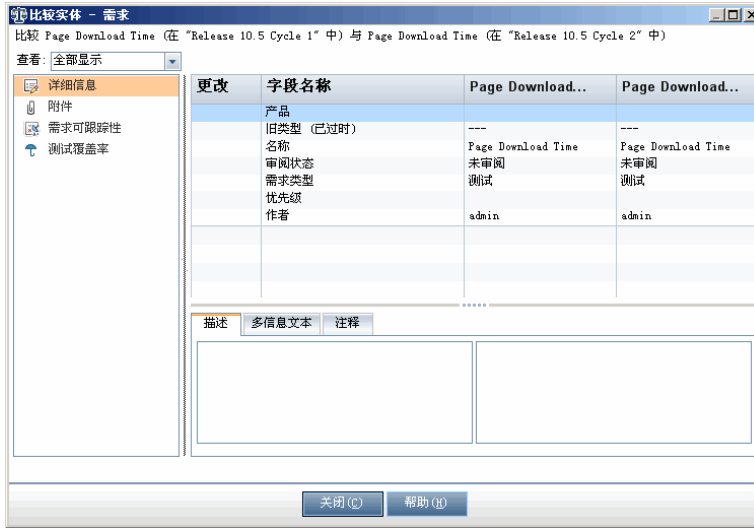 比较实体 - 需求
比较 Page Download Time (在 "Release 10.5 Cycle 1" 中) 与 Page Download Time (在 "Release 10.5 Cycle 2" 中)
查看: 全部显示
详细信息
附件
需求可跟踪性
测试覆盖率
更改 字段名称 Page Download... Page Download...
产品
旧类型 (已过时) --- ---
名称 Page Download Time Page Download Time
审阅状态 未审阅 未审阅
需求类型 测试 测试
优先级
作者 admin admin
描述 多信息文本 注释
关闭(C) 帮助(H)